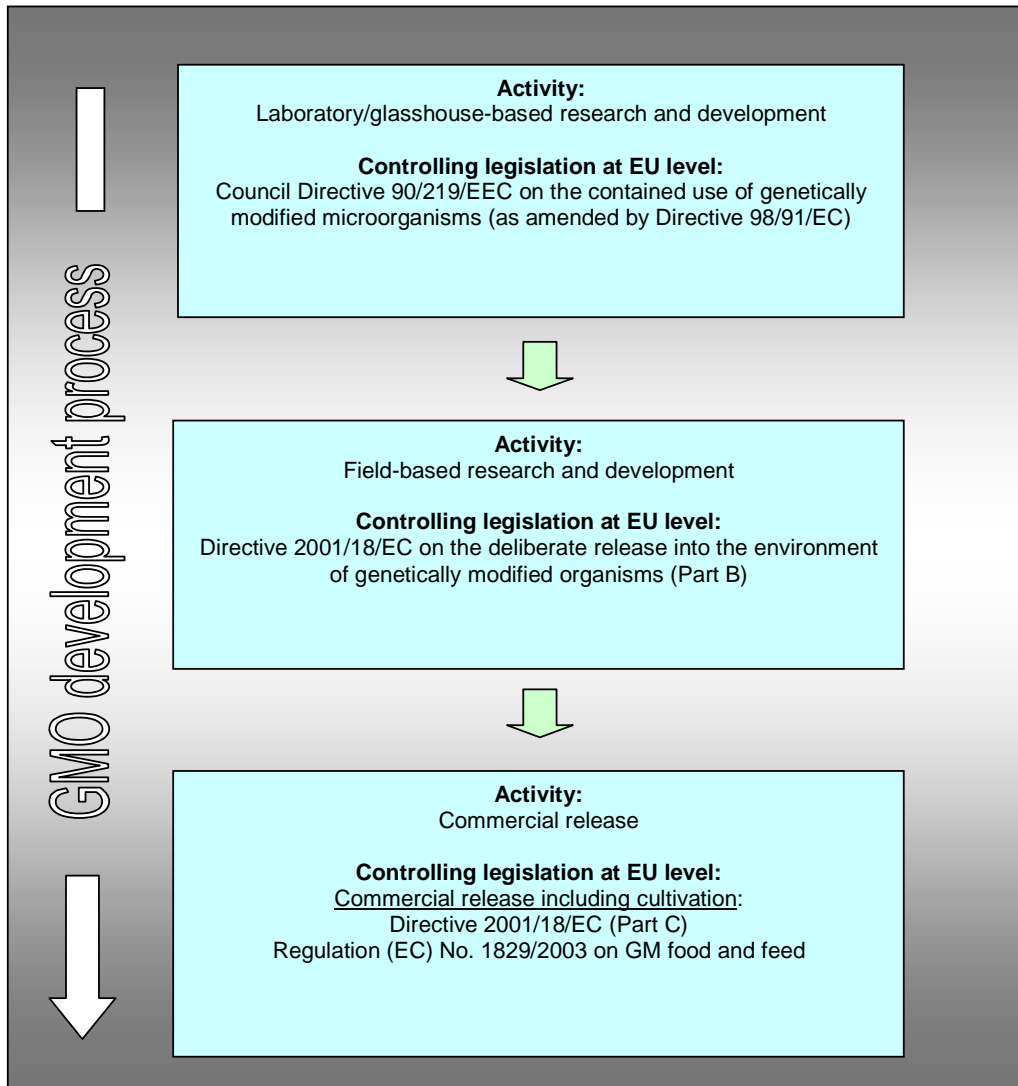 GMO development process
Activity:
Laboratory/glasshouse-based research and development
Controlling legislation at EU level:
Council Directive 90/219/EEC on the contained use of genetically
modified microorganisms (as amended by Directive 98/91/EC)
Activity:
Field-based research and development
Controlling legislation at EU level:
Directive 2001/18/EC on the deliberate release into the environment
of genetically modified organisms (Part B)
Activity:
Commercial release
Controlling legislation at EU level:
Commercial release including cultivation:
Directive 2001/18/EC (Part C)
Regulation (EC) No. 1829/2003 on GM food and feed